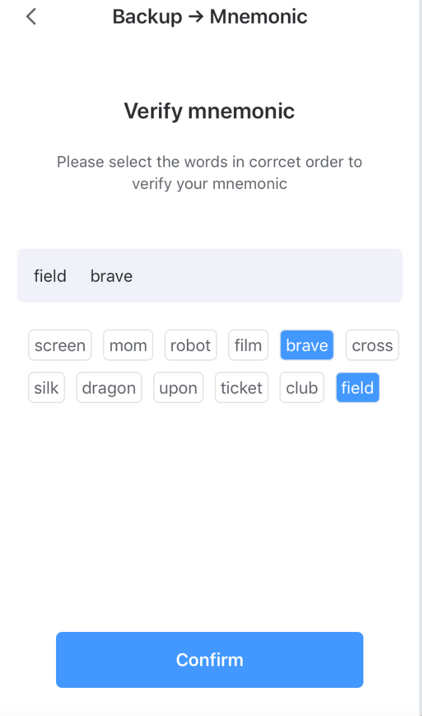 Backup → Mnemonic
Verify mnemonic
Please select the words in corrcet order to
verify your mnemonic
field brave
screen mom robot film brave cross
silk dragon upon ticket club field
Confirm